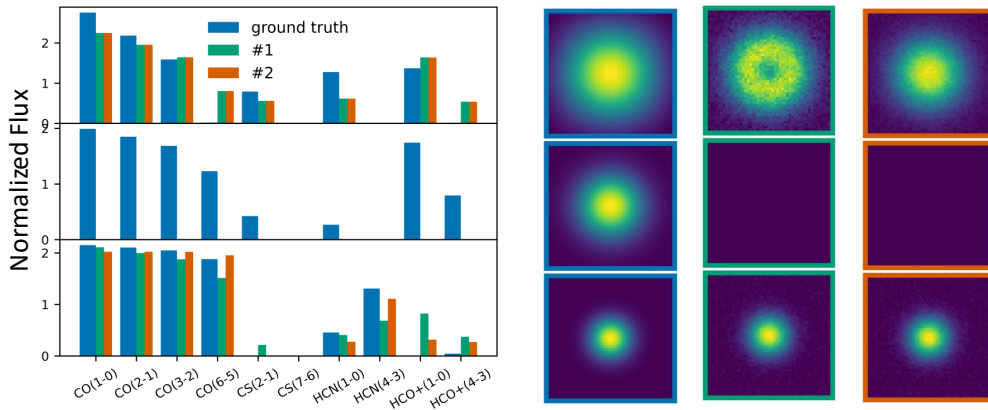 Normalized Flux
ground truth
#1
#2
2
1
0
2
1
0
2
1
0
CO(1-0)
CO(2-1)
CO(3-2)
CO(6-5)
CS(2-1)
CS(7-6)
HCN(1-0)
HCN(4-3)
HCO+(1-0)
HCO+(4-3)